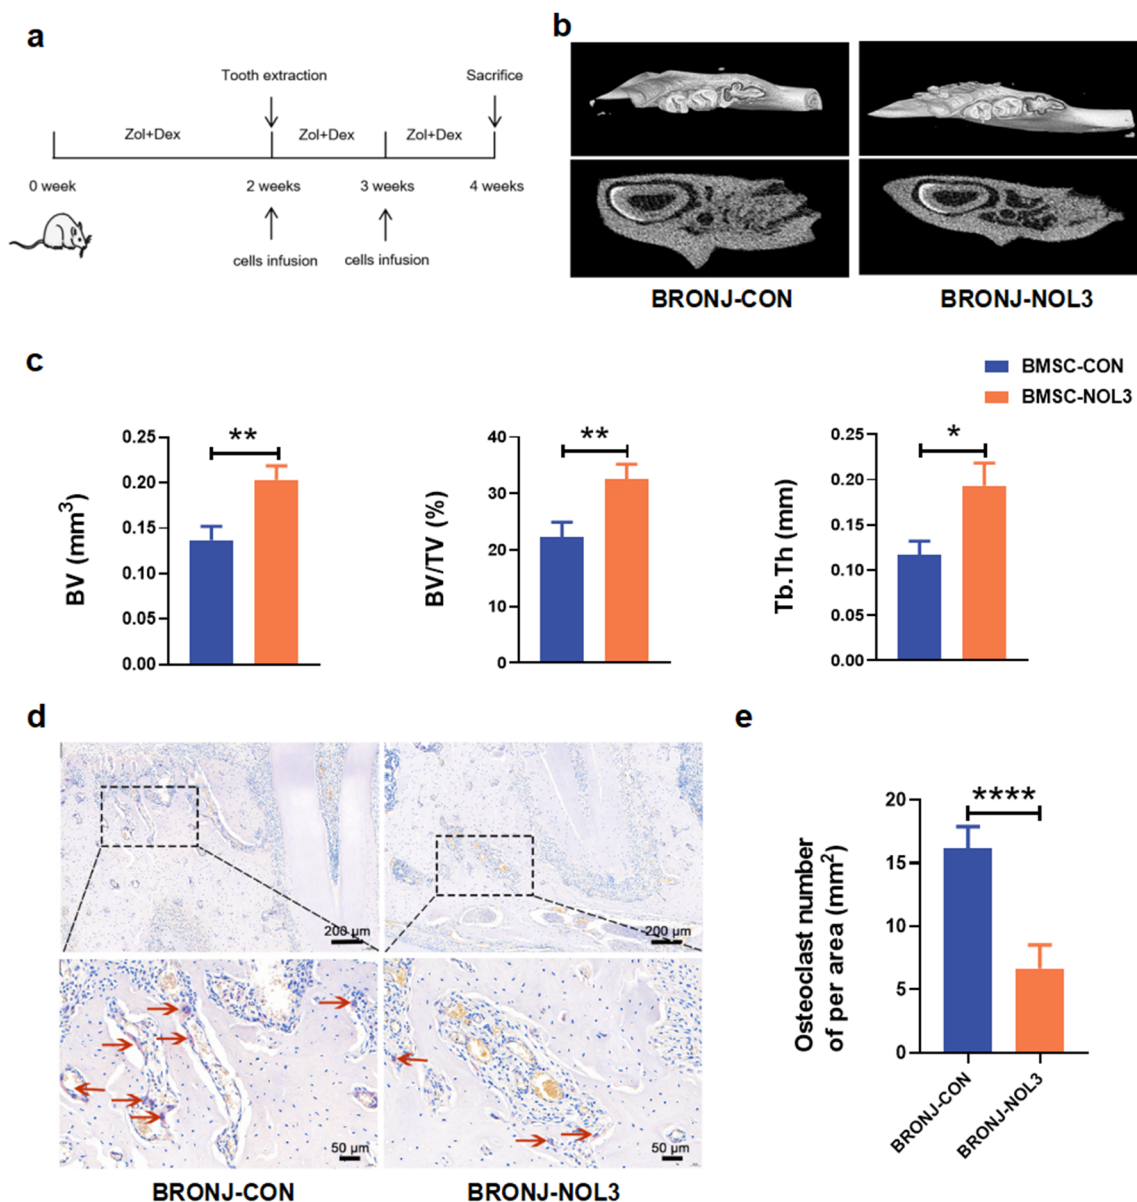 a
Tooth extraction
Sacrifice
Zol+Dex
Zol+Dex
Zol+Dex
0 week
2 weeks
3 weeks
4 weeks
cells infusion
cells infusion
b
BRONJ-CON
BRONJ-NOL3
c
BMSC-CON
BMSC-NOL3
BV (mm³)
0.25
0.20
0.15
0.10
0.05
0.00
**
BV/TV (%)
40
30
20
10
0
**
Tb.Th (mm)
0.25
0.20
0.15
0.10
0.05
0.00
*
d
200 µm
200 µm
50 µm
50 µm
BRONJ-CON
BRONJ-NOL3
e
Osteoclast number
of per area (mm²)
20
15
10
5
0
****
BRONJ-CON
BRONJ-NOL3